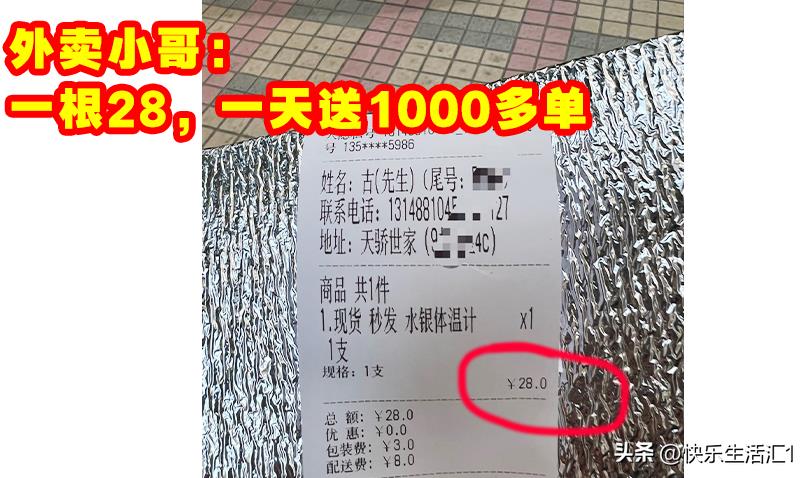 外卖小哥：
一根28，一天送1000多单
号 135****5986
姓名：古(先生) (尾号：
联系电话：1314881045 27
地址：天骄世家 (9 4c)
商品 共1件
1.现货 秒发 水银体温计 x1
1支
规格：1支
￥28.0
总 额：￥28.0
优 惠：￥0.0
包装费：￥3.0
配送费：￥8.0
头条 @快乐生活汇1